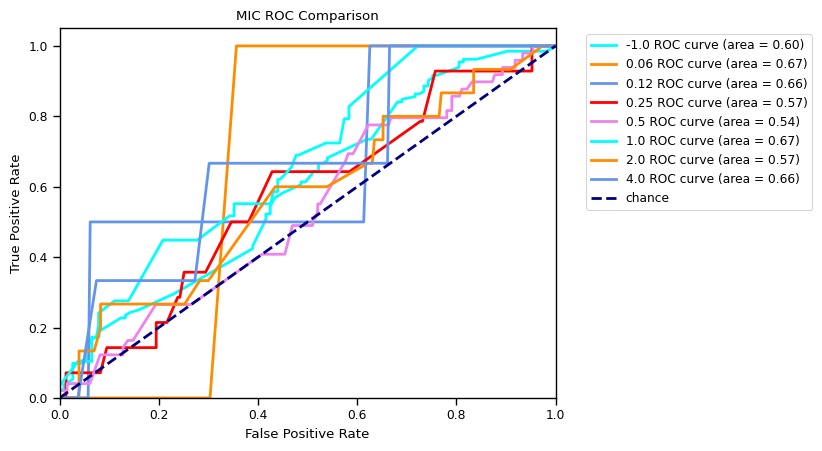 MIC ROC Comparison
True Positive Rate
1.0
0.8
0.6
0.4
0.2
0.0
0.0 0.2 0.4 0.6 0.8 1.0
False Positive Rate
-1.0 ROC curve (area = 0.60)
0.06 ROC curve (area = 0.67)
0.12 ROC curve (area = 0.66)
0.25 ROC curve (area = 0.57)
0.5 ROC curve (area = 0.54)
1.0 ROC curve (area = 0.67)
2.0 ROC curve (area = 0.57)
4.0 ROC curve (area = 0.66)
chance